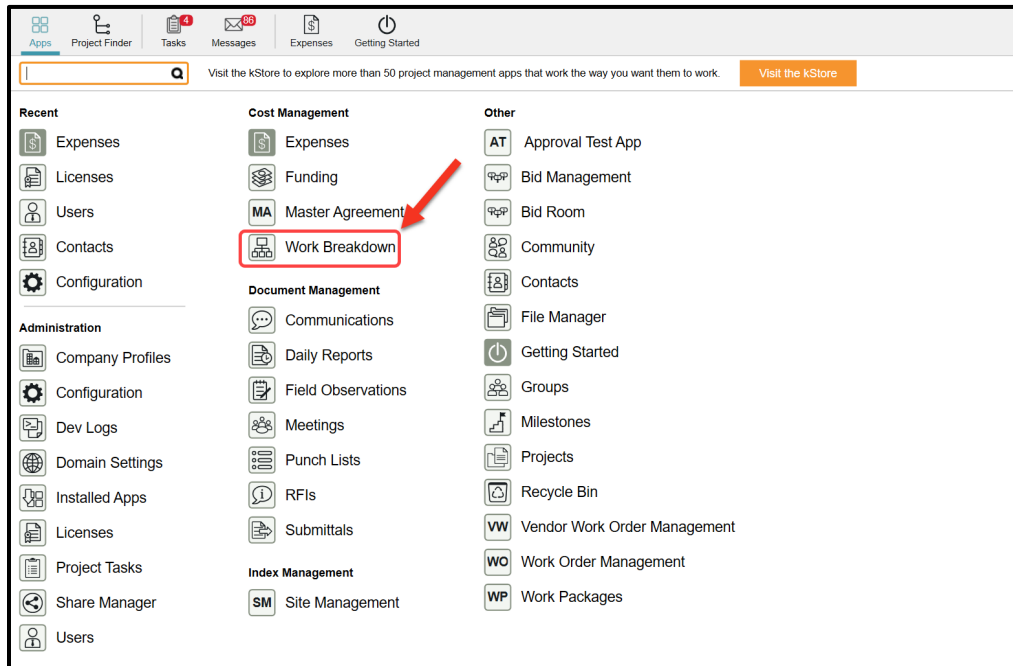 4
86
Apps
Project Finder
Tasks
Messages
Expenses
Getting Started
Visit the kStore to explore more than 50 project management apps that work the way you want them to work.
Visit the kStore
Recent
Expenses
Licenses
Users
Contacts
Configuration
Administration
Company Profiles
Configuration
Dev Logs
Domain Settings
Installed Apps
Licenses
Project Tasks
Share Manager
Users
Cost Management
Expenses
Funding
MA Master Agreement
Work Breakdown
Document Management
Communications
Daily Reports
Field Observations
Meetings
Punch Lists
RFIs
Submittals
Index Management
SM Site Management
Other
AT Approval Test App
Bid Management
Bid Room
Community
Contacts
File Manager
Getting Started
Groups
Milestones
Projects
Recycle Bin
VW Vendor Work Order Management
WO Work Order Management
WP Work Packages